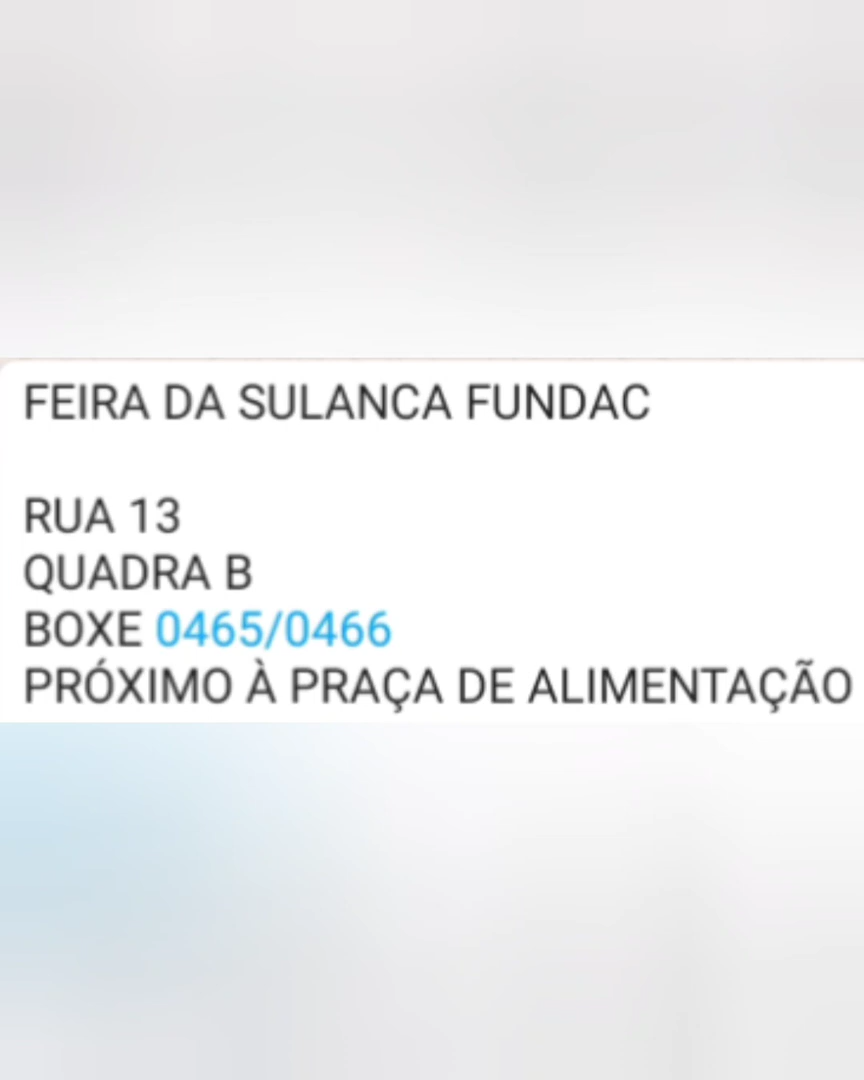 FEIRA DA SULANCA FUNDAC
RUA 13
QUADRA B
BOXE 0465/0466
PRÓXIMO À PRAÇA DE ALIMENTAÇÃO